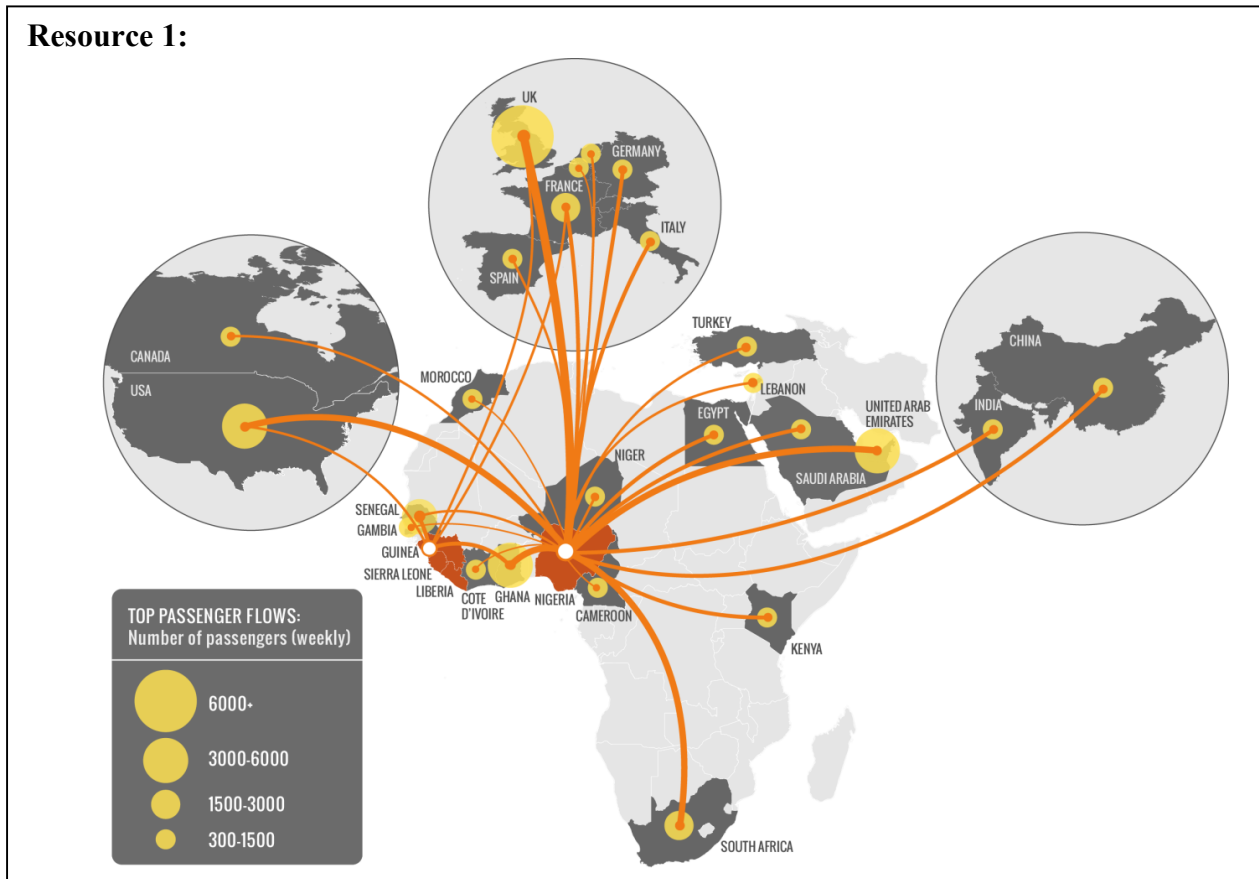 Resource 1:
UK
GERMANY
FRANCE
ITALY
SPAIN
CANADA
USA
TURKEY
CHINA
MOROCCO
LEBANON
INDIA
EGYPT
UNITED ARAB
EMIRATES
NIGER
SAUDI ARABIA
SENEGAL
GAMBIA
GUINEA
SIERRA LEONE
LIBERIA
COTE
D'IVOIRE
GHANA
NIGERIA
CAMEROON
KENYA
SOUTH AFRICA
TOP PASSENGER FLOWS:
Number of passengers (weekly)
6000+
3000-6000
1500-3000
300-1500